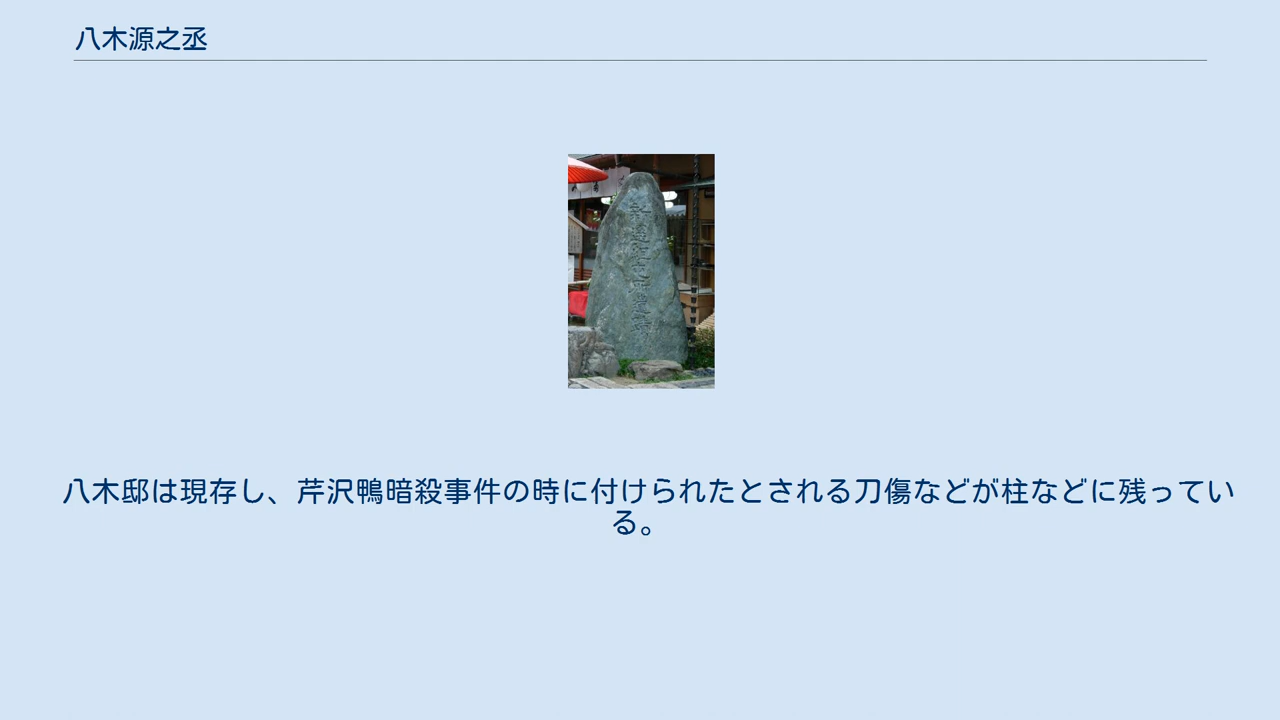 八木源之丞
八木邸は現存し、芹沢鴨暗殺事件の時に付けられたとされる刀傷などが柱などに残ってい
る。